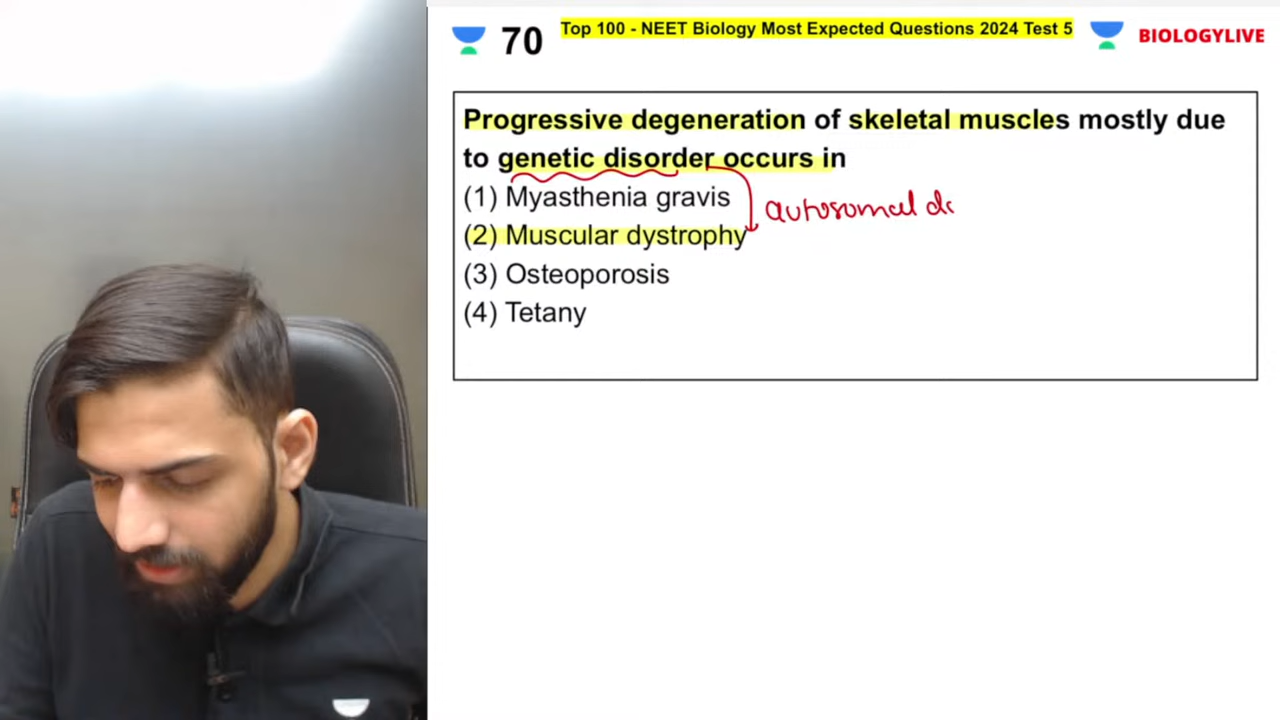 70
Top 100 - NEET Biology Most Expected Questions 2024 Test 5
BIOLOGYLIVE
Progressive degeneration of skeletal muscles mostly due
to genetic disorder occurs in
(1) Myasthenia gravis
autosomal do
(2) Muscular dystrophy
(3) Osteoporosis
(4) Tetany